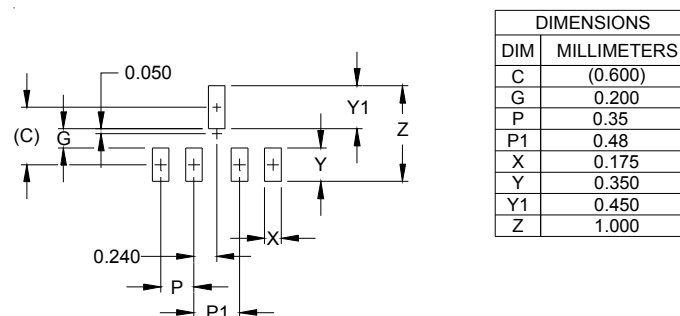 0.050
(C)
G
Y1
Z
Y
X
0.240
P
P1
DIMENSIONS
DIM MILLIMETERS
C (0.600)
G 0.200
P 0.35
P1 0.48
X 0.175
Y 0.350
Y1 0.450
Z 1.000